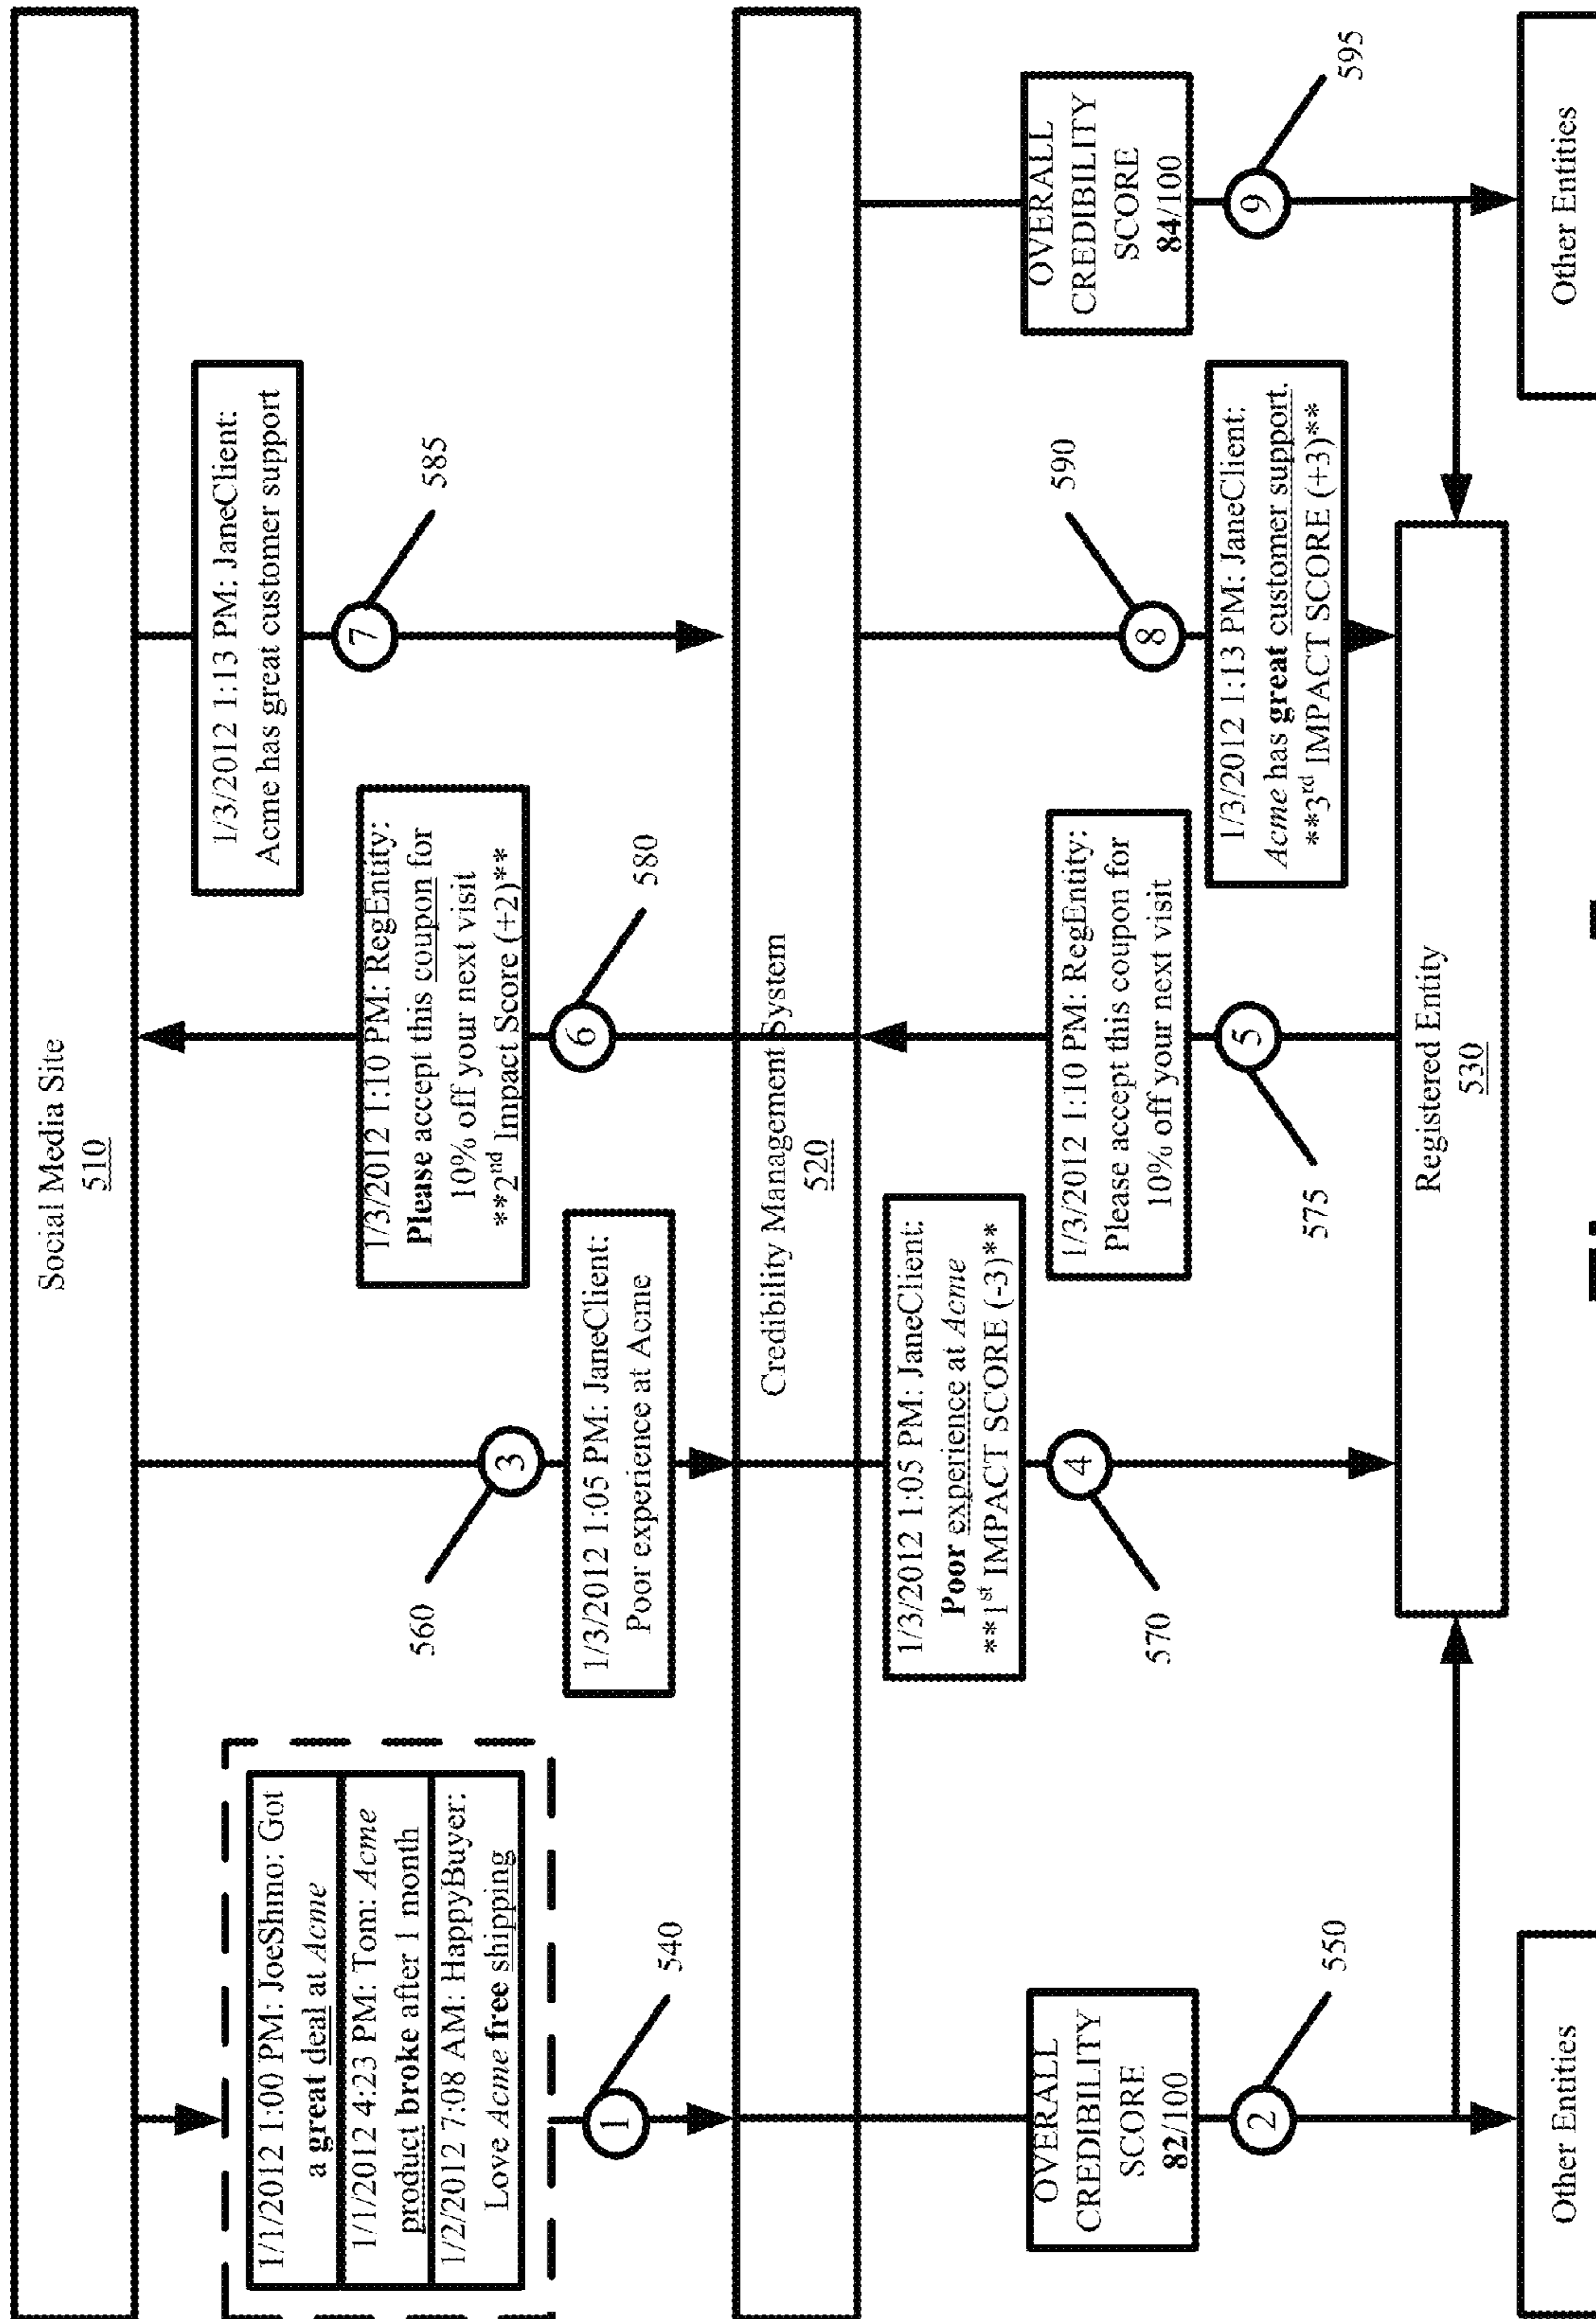 Social Media Site
510
1/1/2012 1:00 PM: JoeShmo: Got
a great deal at Acme
1/1/2012 4:23 PM: Tom: Acme
product broke after 1 month
1/2/2012 7:08 AM: HappyBuyer:
Love Acme free shipping
1
540
560
3
1/3/2012 1:05 PM: JaneClient:
Poor experience at Acme
1/3/2012 1:10 PM: RegEntity:
Please accept this coupon for
10% off your next visit
**2nd Impact Score (+2)**
6
580
1/3/2012 1:13 PM: JaneClient:
Acme has great customer support
7
585
Credibility Management System
520
OVERALL
CREDIBILITY
SCORE
82/100
2
550
1/3/2012 1:05 PM: JaneClient:
Poor experience at Acme
**1st IMPACT SCORE (-3)**
4
570
1/3/2012 1:10 PM: RegEntity:
Please accept this coupon for
10% off your next visit
5
575
590
8
1/3/2012 1:13 PM: JaneClient:
Acme has great customer support.
**3rd IMPACT SCORE (+3)**
OVERALL
CREDIBILITY
SCORE
84/100
9
595
Registered Entity
530
Other Entities
Other Entities